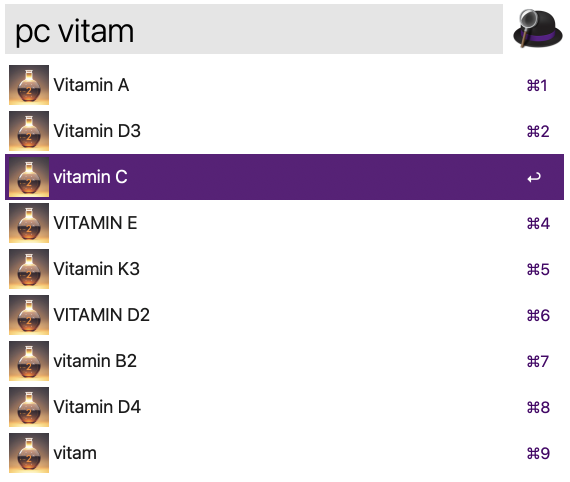 pc vitam
Vitamin A ⌘1
Vitamin D3 ⌘2
vitamin C ↩
VITAMIN E ⌘4
Vitamin K3 ⌘5
VITAMIN D2 ⌘6
vitamin B2 ⌘7
Vitamin D4 ⌘8
vitam ⌘9